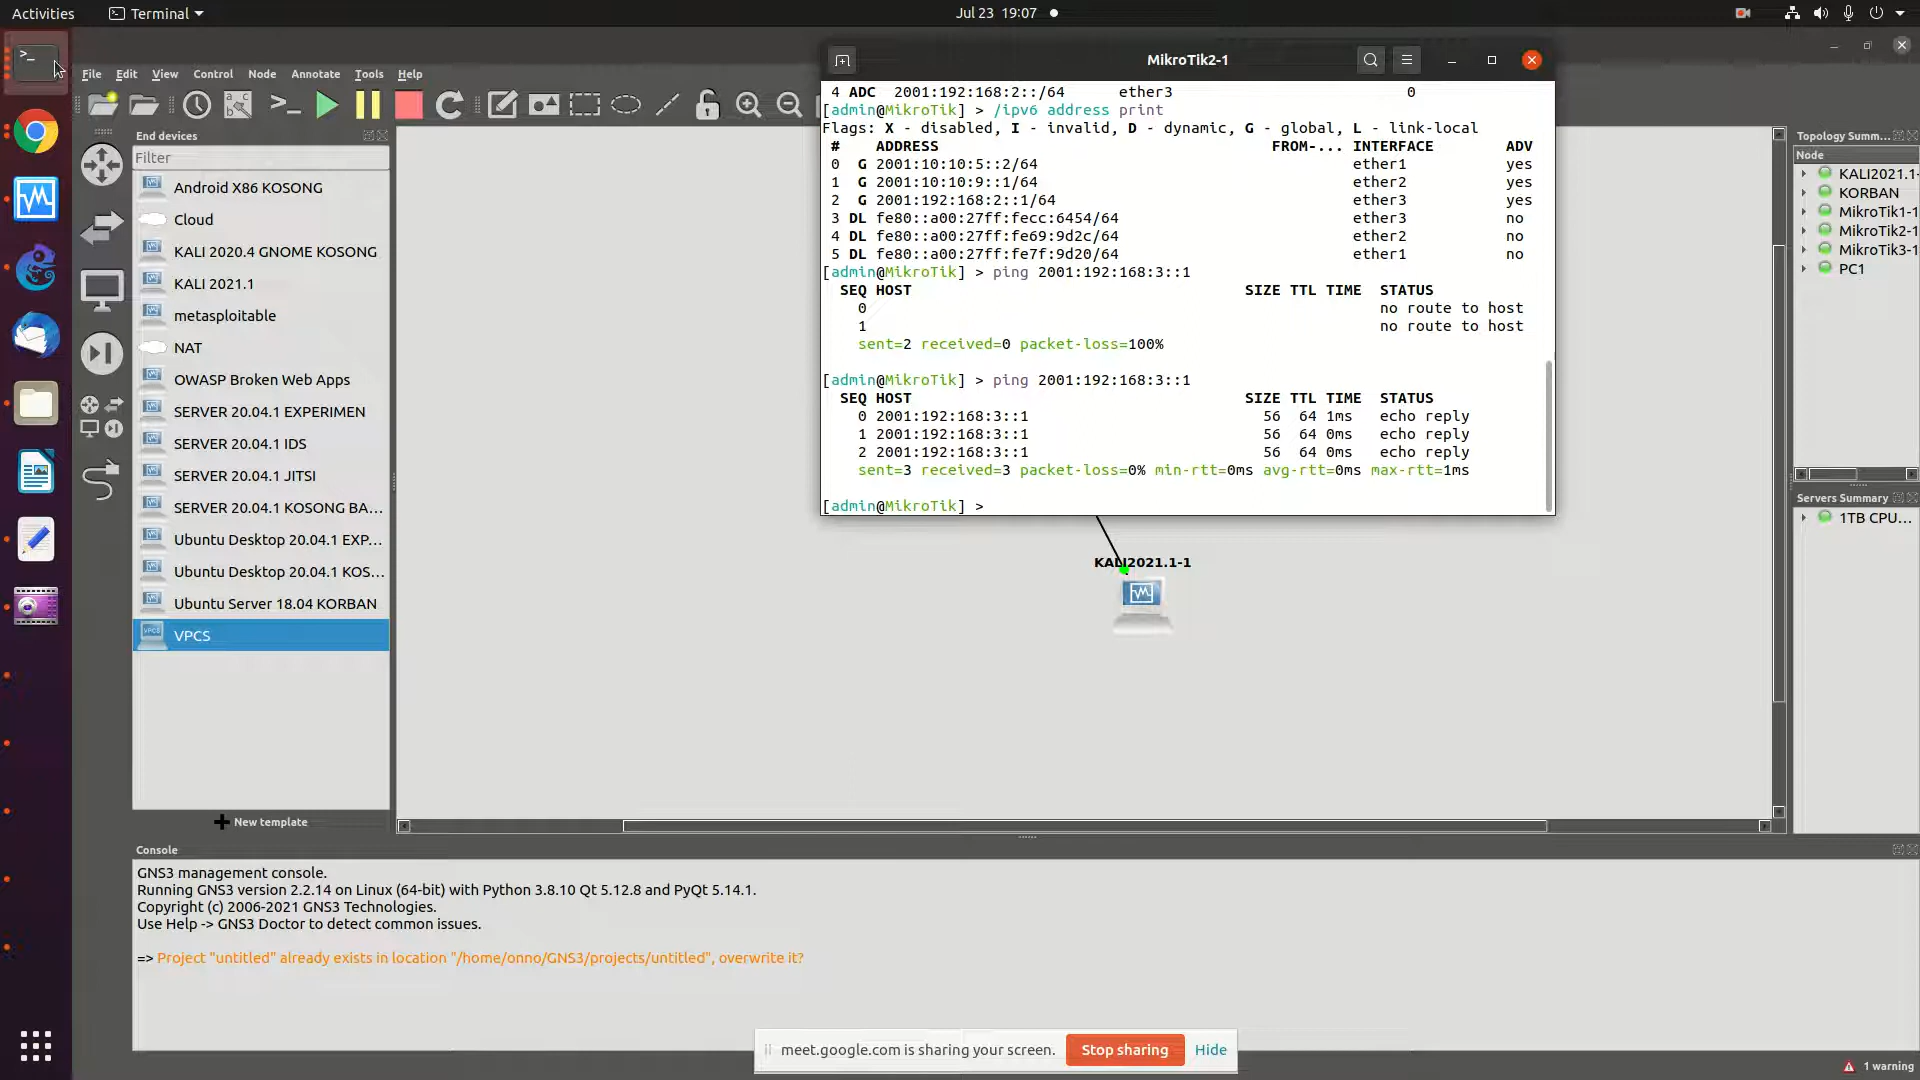 Activities
Terminal
Jul 23 19:07
File Edit View Control Node Annotate Tools Help
End devices
Filter
Android X86 KOSONG
Cloud
KALI 2020.4 GNOME KOSONG
KALI 2021.1
metasploitable
NAT
OWASP Broken Web Apps
SERVER 20.04.1 EXPERIMEN
SERVER 20.04.1 IDS
SERVER 20.04.1 JITSI
SERVER 20.04.1 KOSONG BA...
Ubuntu Desktop 20.04.1 EXP...
Ubuntu Desktop 20.04.1 KOS...
Ubuntu Server 18.04 KORBAN
VPCS
New template
MikroTik2-1
4 ADC 2001:192:168:2::/64 ether3 0
[admin@MikroTik] > /ipv6 address print
Flags: X - disabled, I - invalid, D - dynamic, G - global, L - link-local
# ADDRESS FROM-... INTERFACE ADV
0 G 2001:10:10:5::2/64 ether1 yes
1 G 2001:10:10:9::1/64 ether2 yes
2 G 2001:192:168:2::1/64 ether3 yes
3 DL fe80::a00:27ff:fecc:6454/64 ether3 no
4 DL fe80::a00:27ff:fe69:9d2c/64 ether2 no
5 DL fe80::a00:27ff:fe7f:9d20/64 ether1 no
[admin@MikroTik] > ping 2001:192:168:3::1
SEQ HOST SIZE TTL TIME STATUS
0 no route to host
1 no route to host
sent=2 received=0 packet-loss=100%
[admin@MikroTik] > ping 2001:192:168:3::1
SEQ HOST SIZE TTL TIME STATUS
0 2001:192:168:3::1 56 64 1ms echo reply
1 2001:192:168:3::1 56 64 0ms echo reply
2 2001:192:168:3::1 56 64 0ms echo reply
sent=3 received=3 packet-loss=0% min-rtt=0ms avg-rtt=0ms max-rtt=1ms
[admin@MikroTik] >
KALI2021.1-1
Topology Summ...
Node
KALI2021.1-
KORBAN
MikroTik1-1
MikroTik2-1
MikroTik3-1
PC1
Servers Summary
1TB CPU...
Console
GNS3 management console.
Running GNS3 version 2.2.14 on Linux (64-bit) with Python 3.8.10 Qt 5.12.8 and PyQt 5.14.1.
Copyright (c) 2006-2021 GNS3 Technologies.
Use Help -> GNS3 Doctor to detect common issues.
=> Project "untitled" already exists in location "/home/onno/GNS3/projects/untitled", overwrite it?
meet.google.com is sharing your screen. Stop sharing Hide
1 warning